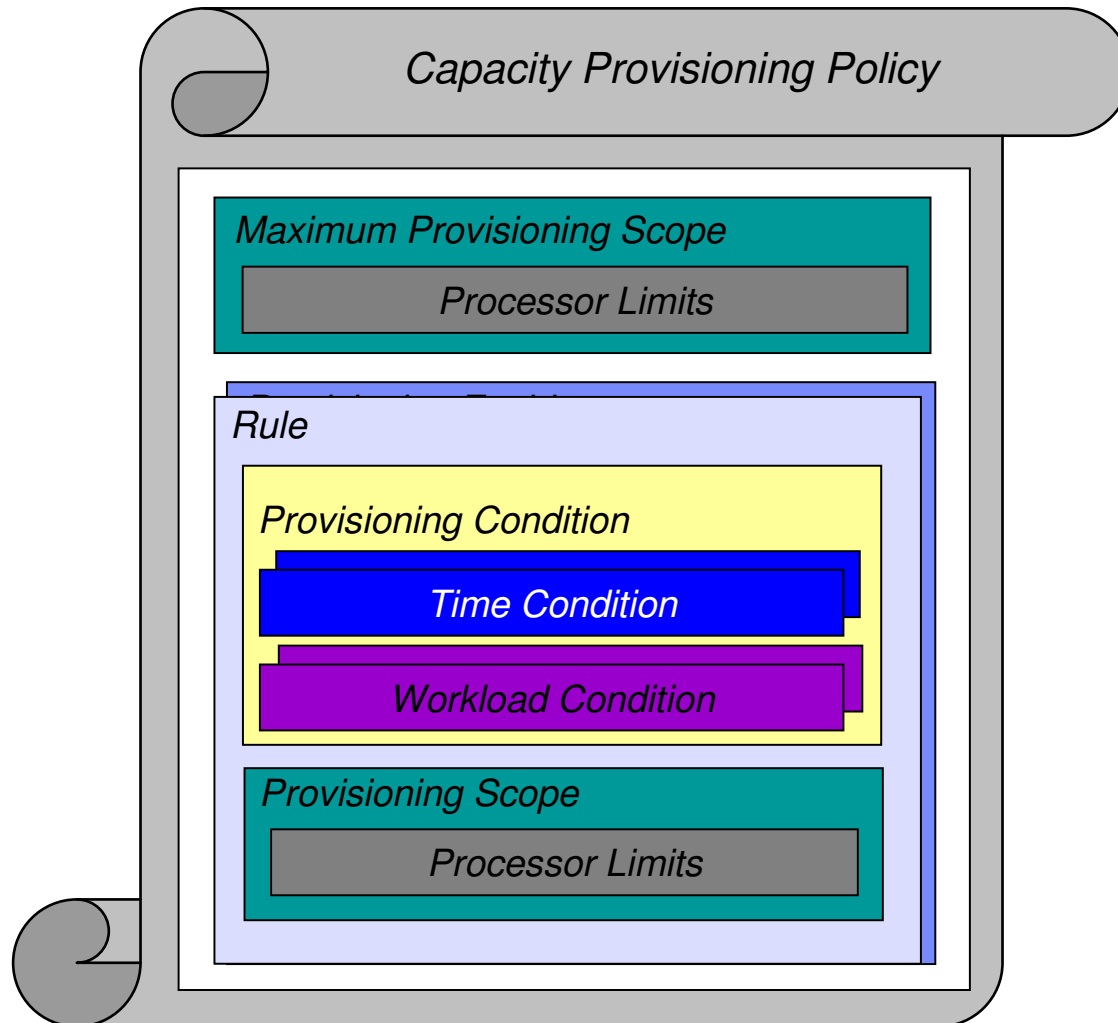 Capacity Provisioning Policy
Maximum Provisioning Scope
Processor Limits
Rule
Provisioning Condition
Time Condition
Workload Condition
Provisioning Scope
Processor Limits